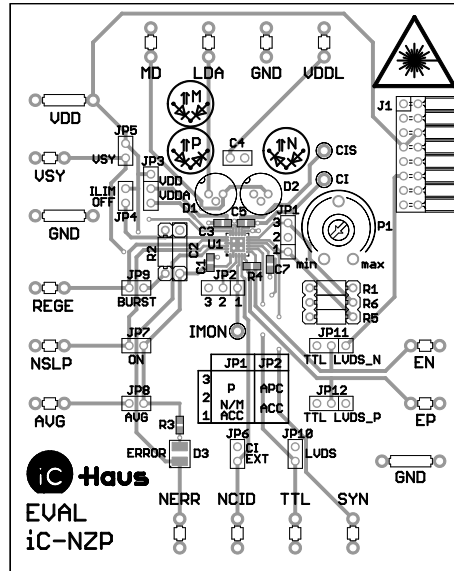 MD LDA GND VDDL
M
J1
VDD
JP5
P
N
C4
VSY
JP3
CIS
VSY
VDD
ILIM
OFF
VDDA
D1
D2
CI
JP4
GND
C3 C5
JP1
P1
R2
C2
U1
3
2
1
C1
R4
C7
min max
JP9
JP2
REGE
BURST
3 2 1
R1
R6
R5
IMON
JP7
JP11
NSLP
ON
TTL LVDS_N
EN
JP1 JP2
3
2
1
P
N/M
ACC
APC
ACC
JP8
JP12
AVG
AVG
TTL LVDS_P
EP
R3
ERROR
D3
JP6
CI
EXT
JP10
LVDS
GND
iC Haus
NERR NCID TTL SYN
EVAL
iC-NZP